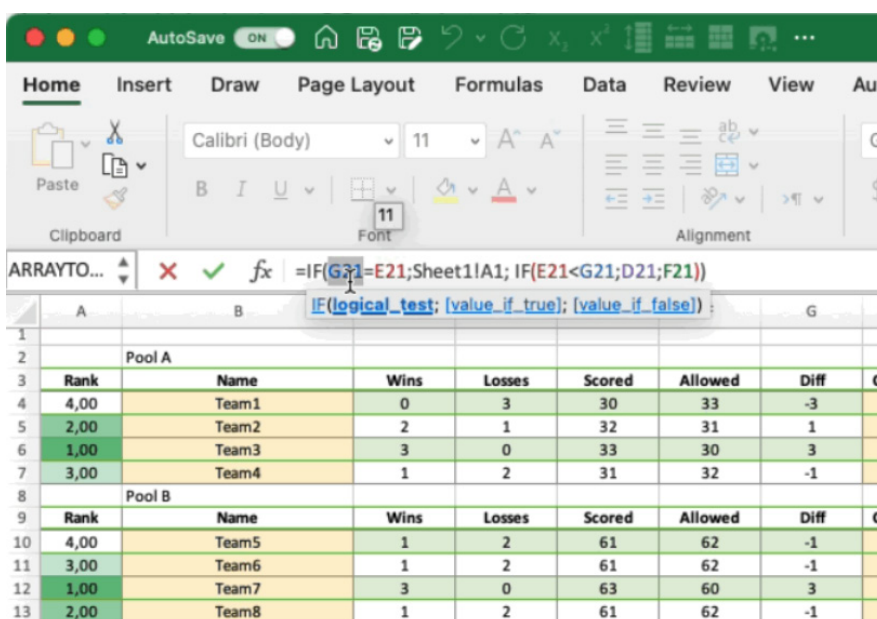 AutoSave ON
Home Insert Draw Page Layout Formulas Data Review View Au
Calibri (Body) 11 A^ A
ab
Paste B I U A
11
Clipboard Font Alignment
ARRAYTO... fx =IF(G21=E21;Sheet1!A1; IF(E21<G21;D21;F21))
IF(logical_test; [value_if_true]; [value_if_false])
A B G
1
2 Pool A
3 Rank Name Wins Losses Scored Allowed Diff
4 4,00 Team1 0 3 30 33 -3
5 2,00 Team2 2 1 32 31 1
6 1,00 Team3 3 0 33 30 3
7 3,00 Team4 1 2 31 32 -1
8 Pool B
9 Rank Name Wins Losses Scored Allowed Diff
10 4,00 Team5 1 2 61 62 -1
11 3,00 Team6 1 2 61 62 -1
12 1,00 Team7 3 0 63 60 3
13 2,00 Team8 1 2 61 62 -1